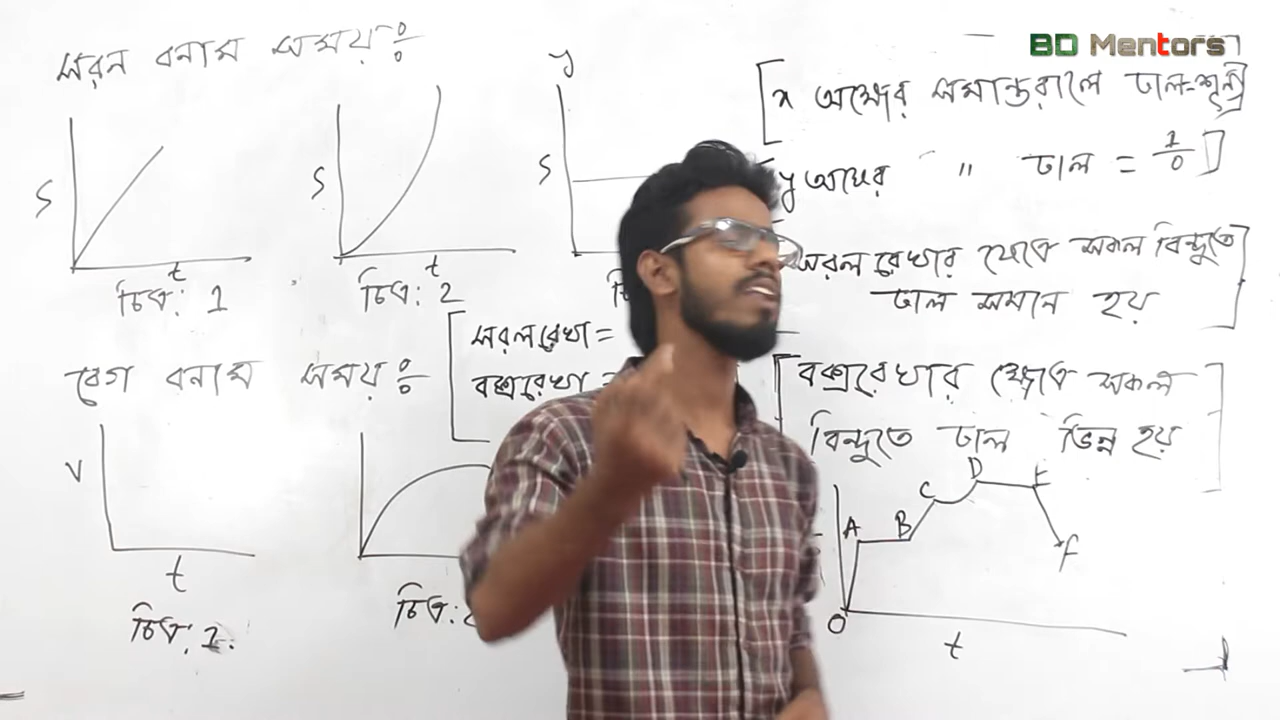 BD Mentors
সরন বনাম সময়ঃ
S
t
চিত্র: 1
S
t
চিত্র: 2
y
S
x অক্ষের সমান্তরালে ঢাল=শূন্য
y অক্ষের " ঢাল = 1/0
সরলরেখার ক্ষেত্রে সকল বিন্দুতে
ঢাল সমান হয়
সরলরেখা =
বক্ররেখা =
বক্ররেখার ক্ষেত্রে সকল
বিন্দুতে ঢাল ভিন্ন হয়
বেগ বনাম সময়ঃ
V
t
চিত্র: 1
A
B
C
D
E
F
O
t